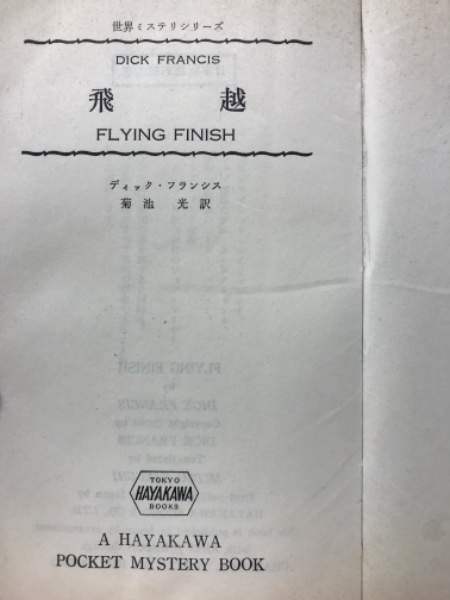 世界ミステリシリーズ
DICK FRANCIS
飛越
FLYING FINISH
ディック・フランシス
菊池 光訳
TOKYO
HAYAKAWA
BOOKS
A HAYAKAWA
POCKET MYSTERY BOOK